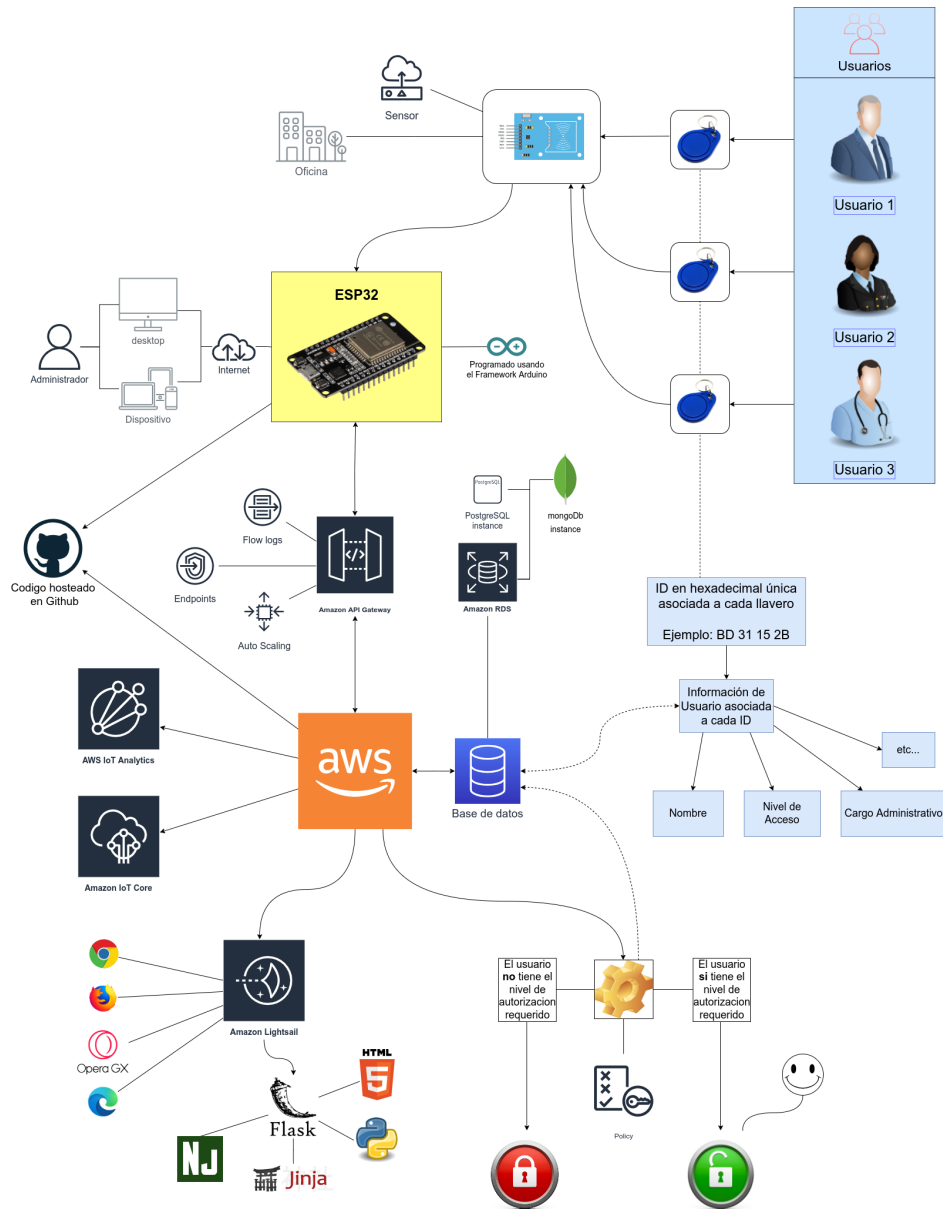 Usuarios
Sensor
Oficina
Usuario 1
ESP32
Usuario 2
desktop
Administrador
Internet
Programado usando
el Framework Arduino
Dispositivo
Usuario 3
PostgreSQL
PostgreSQL
instance
mongoDb
instance
Flow logs
Codigo hosteado
en Github
Endpoints
</>
Amazon API Gateway
Amazon RDS
Auto Scaling
ID en hexadecimal única
asociada a cada llavero
Ejemplo: BD 31 15 2B
Información de
Usuario asociada
a cada ID
AWS IoT Analytics
aws
etc...
Base de datos
Nombre
Nivel de
Acceso
Cargo Administrativo
Amazon IoT Core
El usuario
no tiene el
nivel de
autorizacion
requerido
El usuario
si tiene el
nivel de
autorizacion
requerido
Amazon Lightsail
Opera GX
HTML
5
Flask
Policy
NJ
Jinja